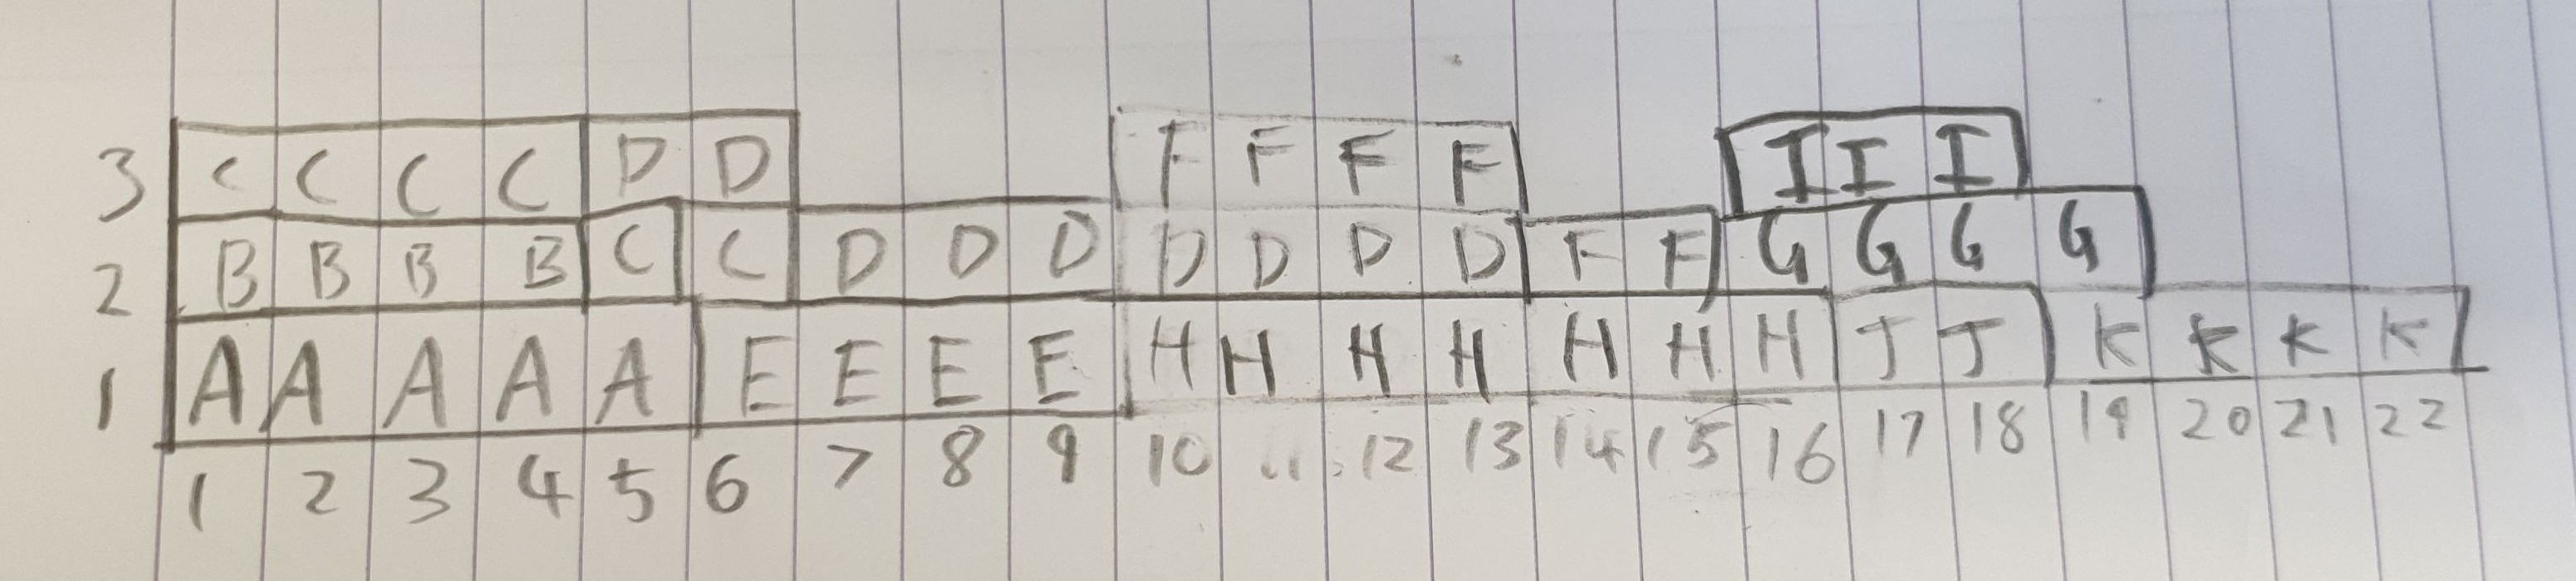 3 C C C C D D F F F F I I I
2 B B B B C C D D D D D D D F F G G G G
1 A A A A A E E E E H H H H H H H J J K K K K
1 2 3 4 5 6 7 8 9 10 11 12 13 14 15 16 17 18 19 20 21 22